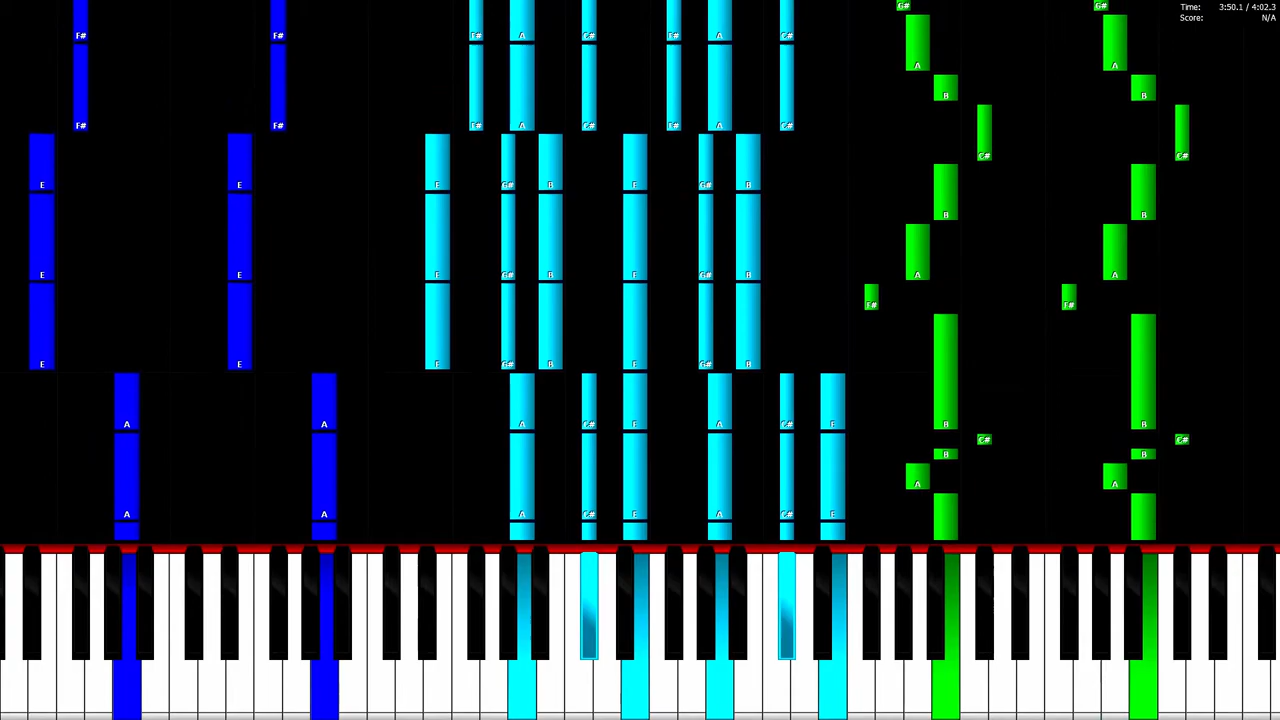 G# G# Time: 3:50.1 / 4:02.3
Score: N/A
F# F# F# A C# F# A C#
A A
B B
F# F# F# A C# F# A C#
C# C#
E E E G# B E G# B
B B
E E E G# B E G# B
A A
F# F#
E E E G# B E G# B
A A A C# E A C# E
B B
C# C#
B B
A A
A A A C# E A C# E